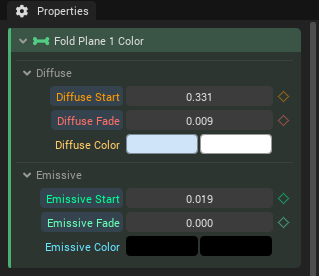 Properties
Fold Plane 1 Color
Diffuse
Diffuse Start 0.331
Diffuse Fade 0.009
Diffuse Color
Emissive
Emissive Start 0.019
Emissive Fade 0.000
Emissive Color